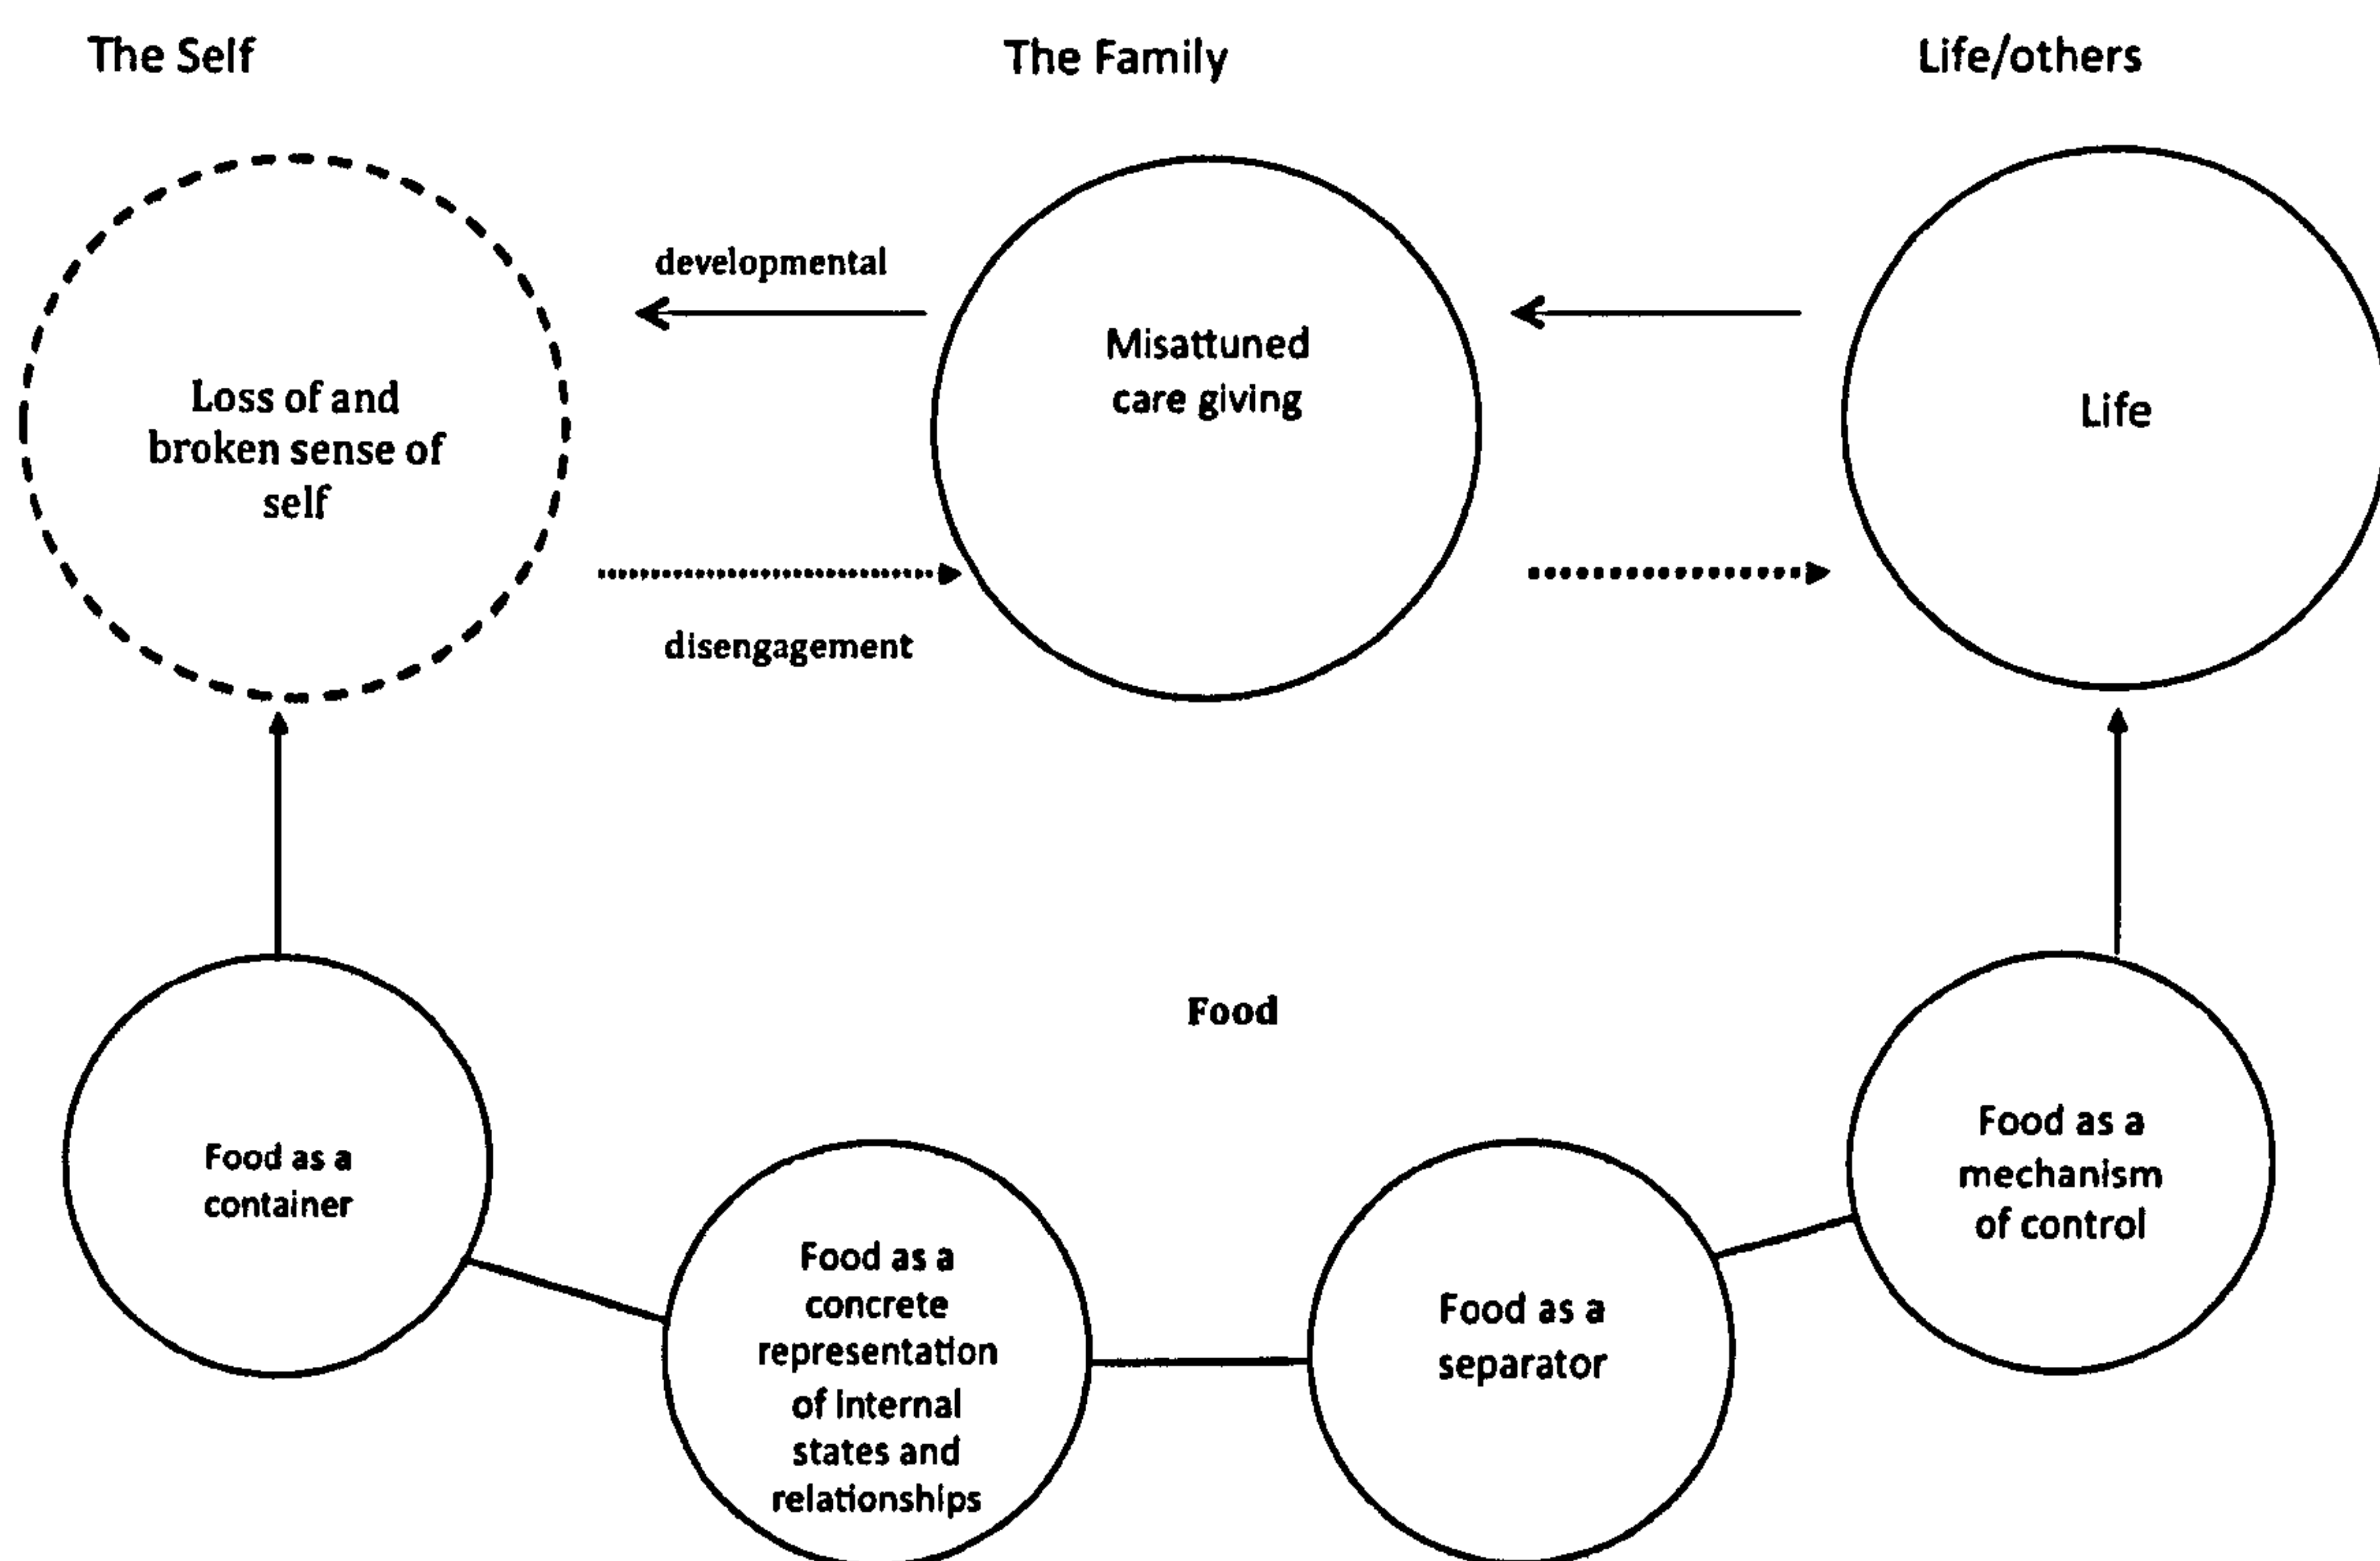 The Self
The Family
Life/others
developmental
Misattuned
care giving
Life
Loss of and
broken sense of
self
disengagement
Food
Food as a
container
Food as a
concrete
representation
of internal
states and
relationships
Food as a
separator
Food as a
mechanism
of control